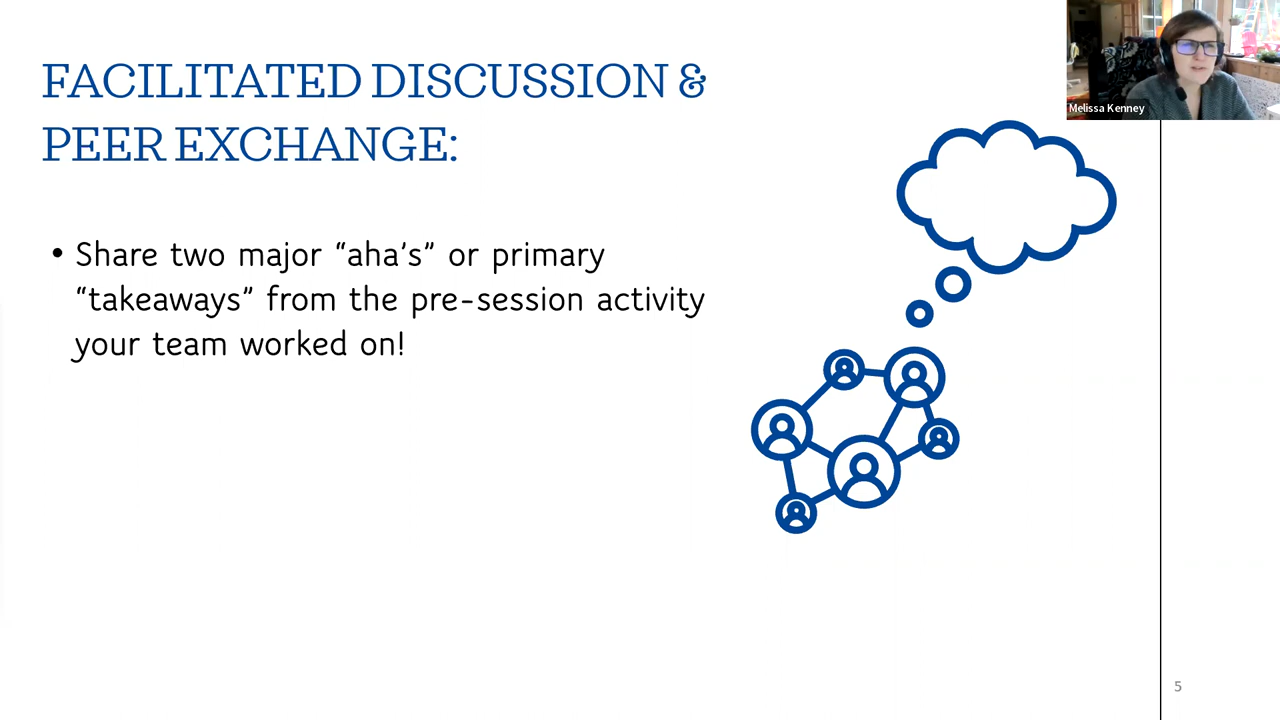 FACILITATED DISCUSSION &
PEER EXCHANGE:
• Share two major “aha’s” or primary
“takeaways” from the pre-session activity
your team worked on!
Melissa Kenney
5